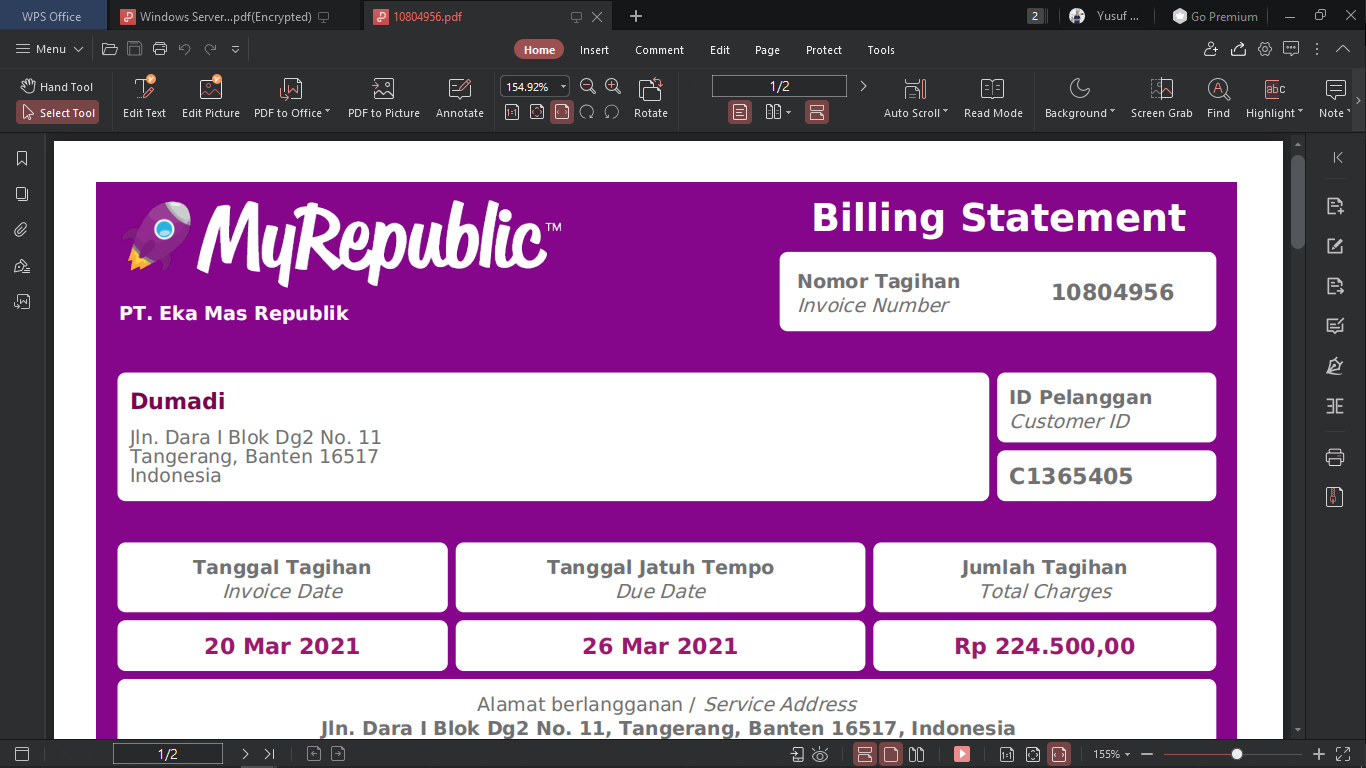 WPS Office
Windows Server...pdf(Encrypted)
10804956.pdf
2
Yusuf ...
Go Premium
Menu
Home
Insert
Comment
Edit
Page
Protect
Tools
Hand Tool
Select Tool
Edit Text
Edit Picture
PDF to Office
PDF to Picture
Annotate
154.92%
1:1
Rotate
1/2
Auto Scroll
Read Mode
Background
Screen Grab
Find
Highlight
Note
MyRepublic™
PT. Eka Mas Republik
Billing Statement
Nomor Tagihan
Invoice Number
10804956
Dumadi
Jln. Dara I Blok Dg2 No. 11
Tangerang, Banten 16517
Indonesia
ID Pelanggan
Customer ID
C1365405
Tanggal Tagihan
Invoice Date
Tanggal Jatuh Tempo
Due Date
Jumlah Tagihan
Total Charges
20 Mar 2021
26 Mar 2021
Rp 224.500,00
Alamat berlangganan / Service Address
Jln. Dara I Blok Dg2 No. 11, Tangerang, Banten 16517, Indonesia
1/2
1:1
155%